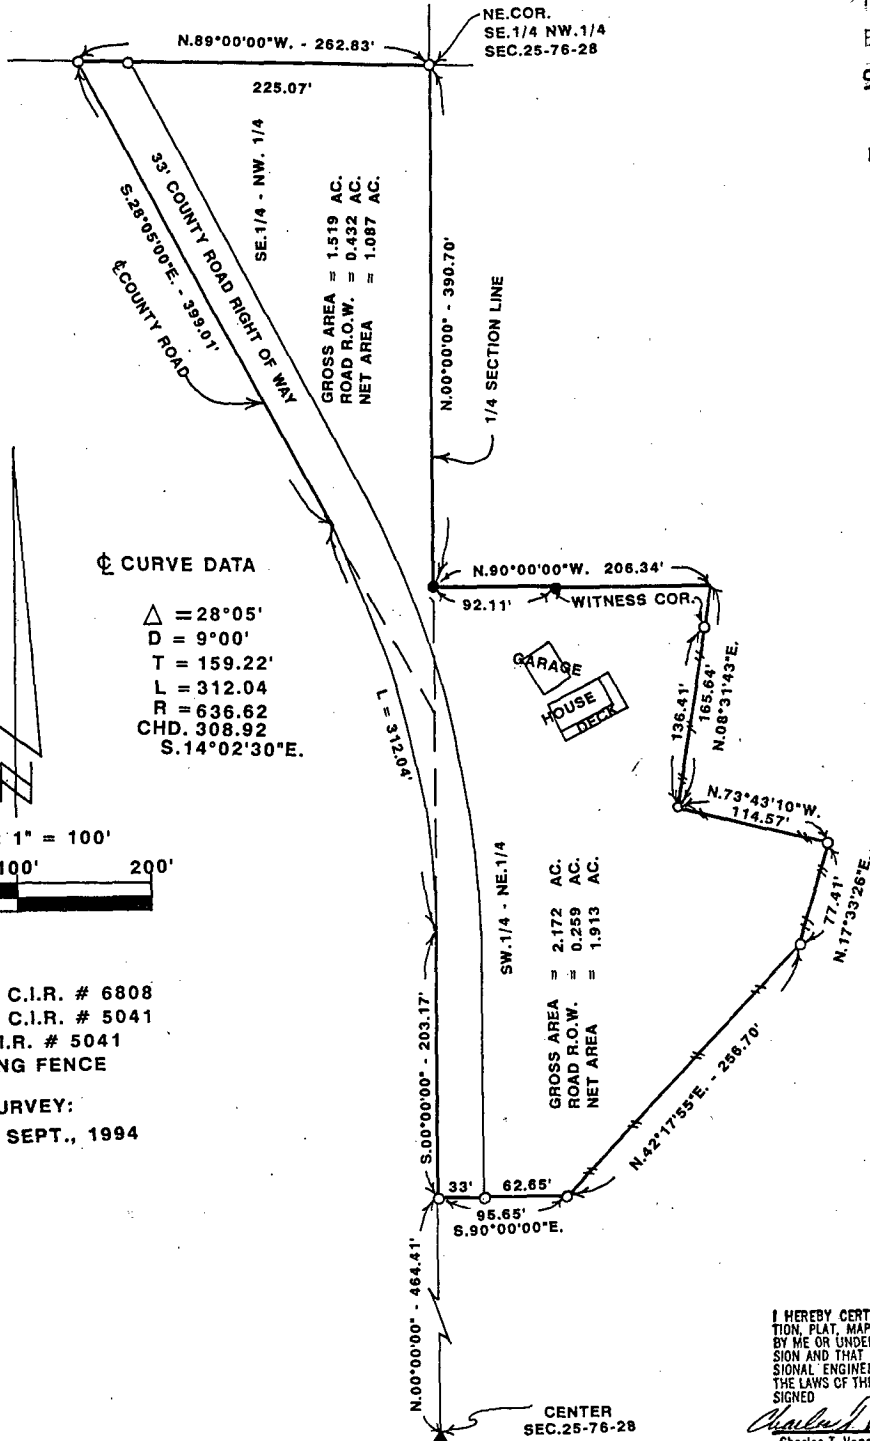 NE.COR.
SE.1/4 NW.1/4
SEC.25-76-28
N.89°00'00"W. - 262.83'
225.07'
SE.1/4 - NW. 1/4
33' COUNTY ROAD RIGHT OF WAY
S.28°05'00"E. - 399.01'
℄ COUNTY ROAD
GROSS AREA = 1.519 AC.
ROAD R.O.W. = 0.432 AC.
NET AREA = 1.087 AC.
N.00°00'00" - 390.70'
1/4 SECTION LINE
℄ CURVE DATA
△ = 28°05'
D = 9°00'
T = 159.22'
L = 312.04
R = 636.62
CHD. 308.92
S.14°02'30"E.
N.90°00'00"W. 206.34'
92.11'
WITNESS COR.
GARAGE
HOUSE
DECK
136.41'
165.64'
N.08°31'43"E.
L = 312.04'
N.73°43'10"W.
114.57'
1" = 100'
100' 200'
77.41'
N.17°33'26"E.
SW.1/4 - NE.1/4
GROSS AREA = 2.172 AC.
ROAD R.O.W. = 0.259 AC.
NET AREA = 1.913 AC.
C.I.R. # 6808
C.I.R. # 5041
I.R. # 5041
NG FENCE
URVEY:
SEPT., 1994
S.00°00'00" - 203.17'
N.42°17'55"E. - 256.70'
33' 62.65'
95.65'
S.90°00'00"E.
N.00°00'00" - 464.41'
CENTER
SEC.25-76-28
I HEREBY CERT
TION, PLAT, MAP
BY ME OR UNDE
SION AND THAT
SIONAL ENGINE
THE LAWS OF TH
SIGNED
Charles T.